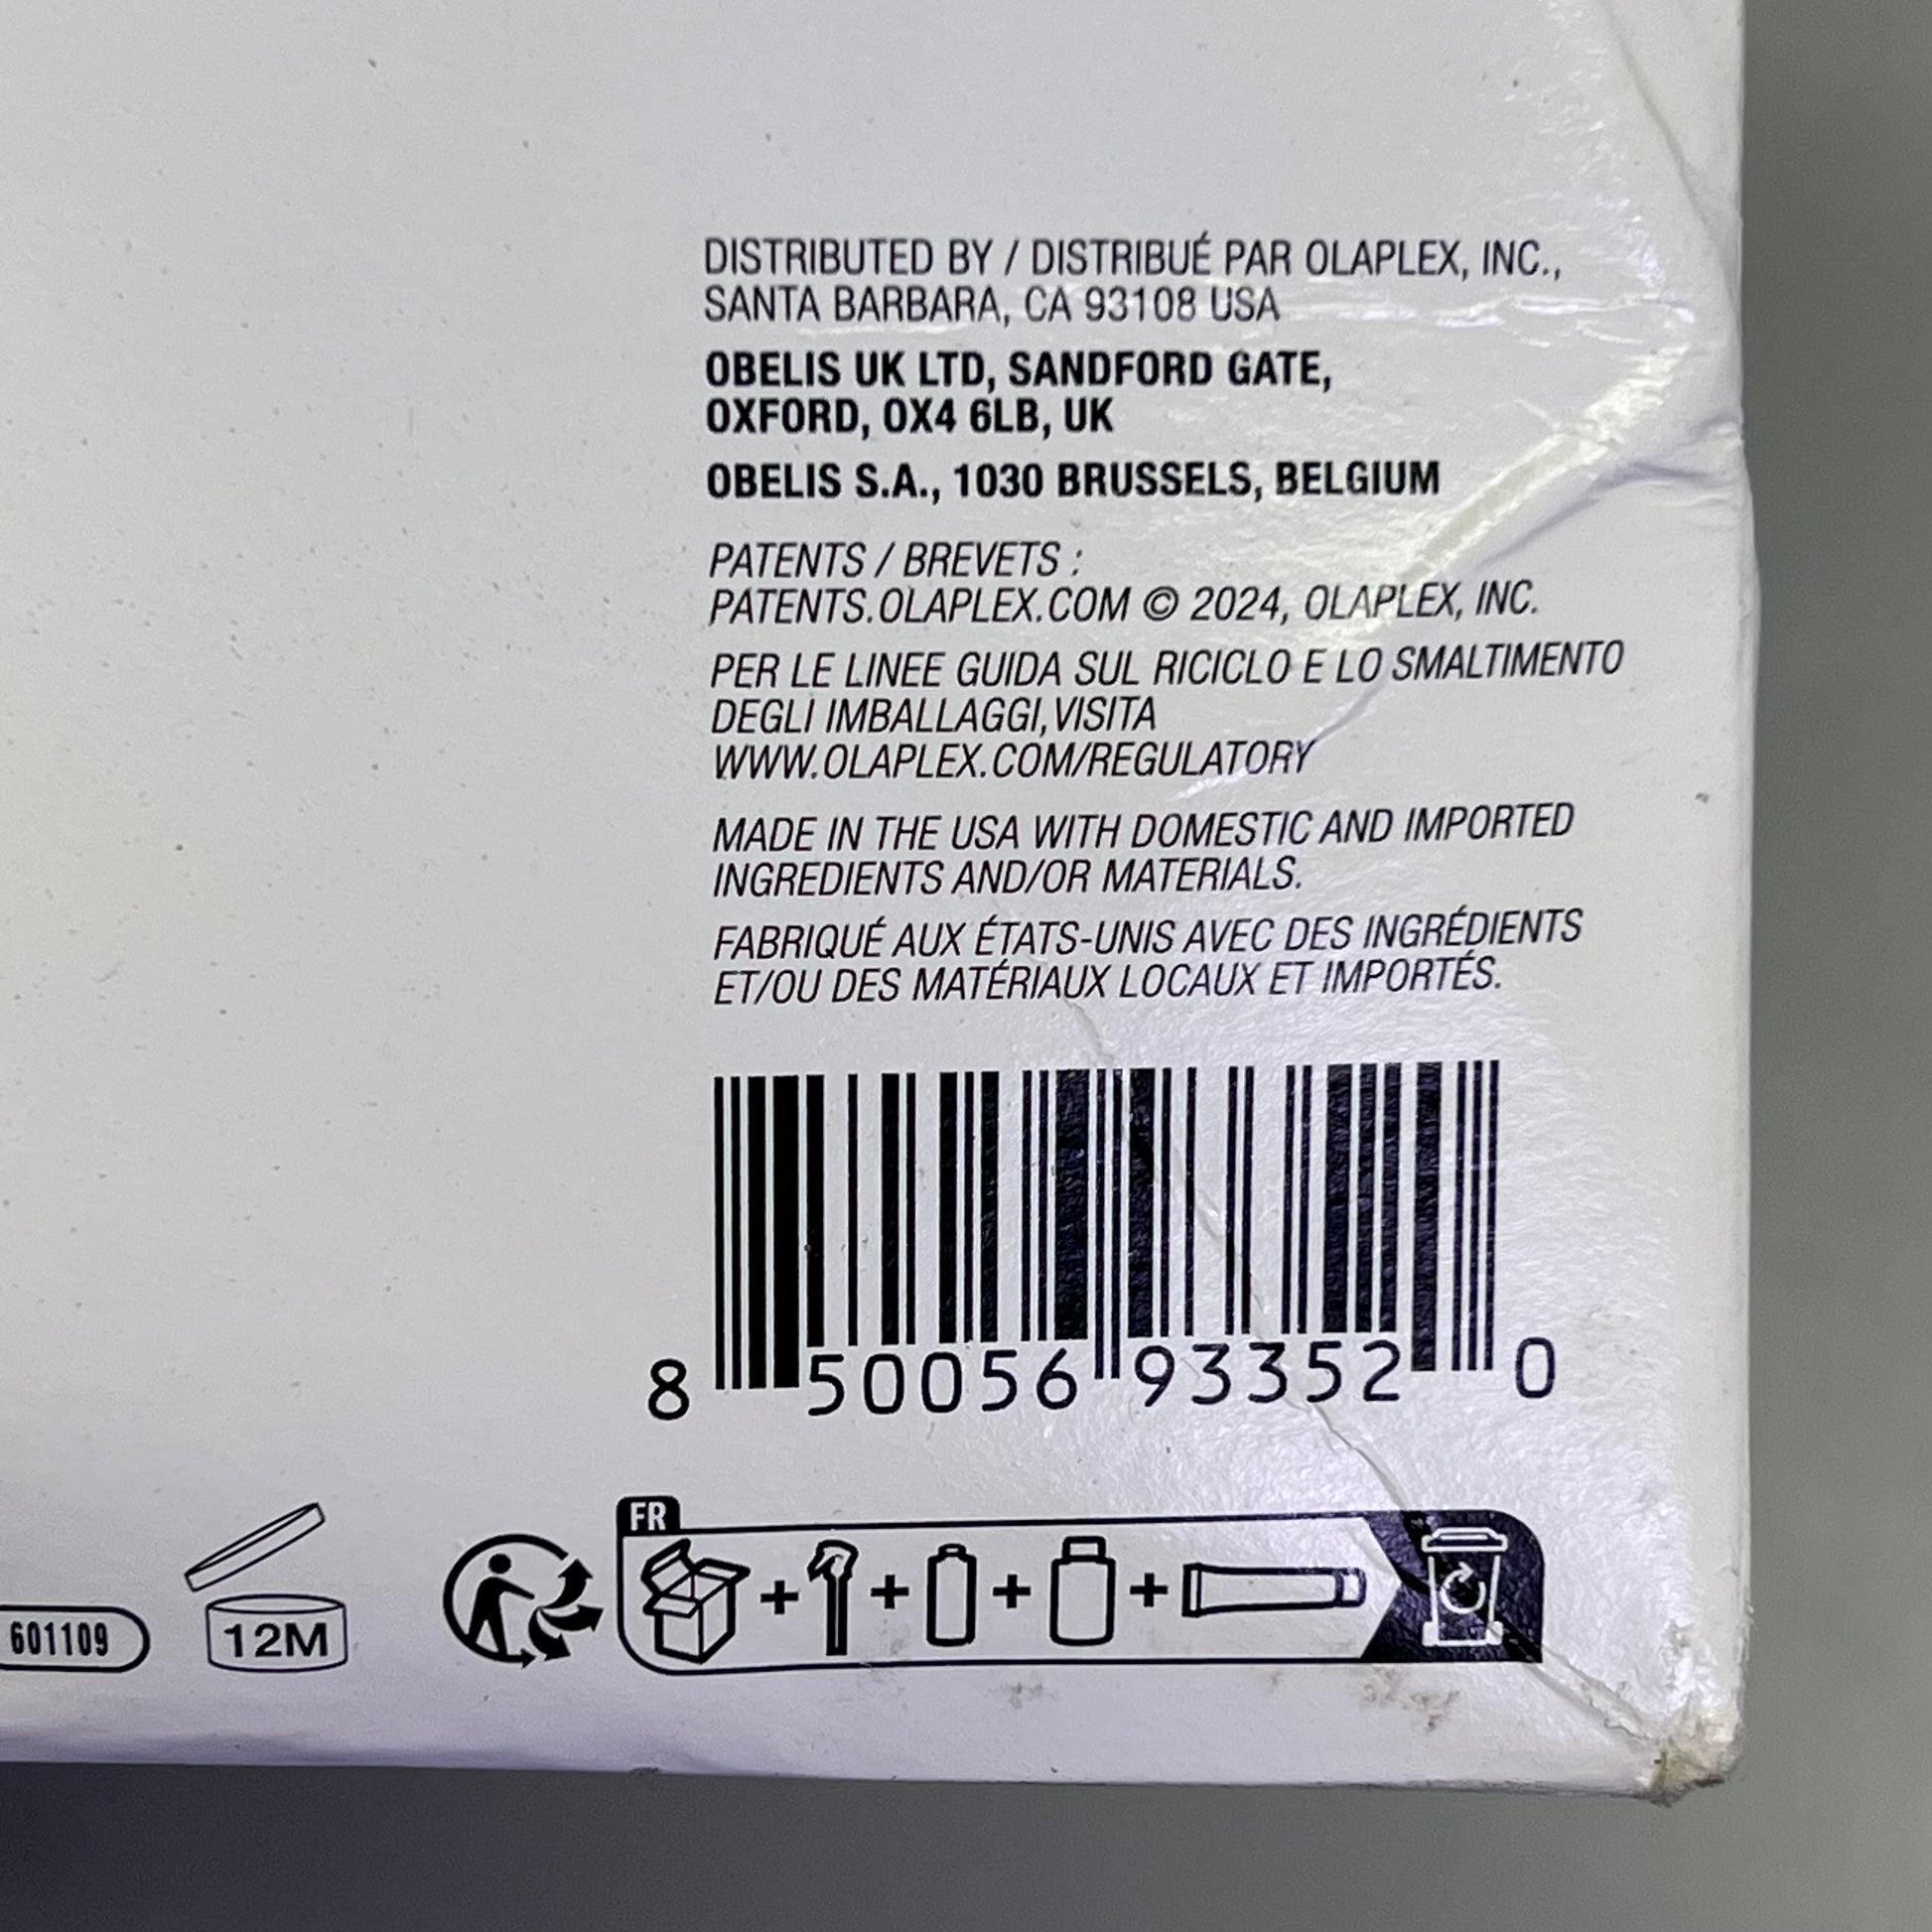 DISTRIBUTED BY / DISTRIBUÉ PAR OLAPLEX, INC.,
SANTA BARBARA, CA 93108 USA
OBELIS UK LTD, SANDFORD GATE,
OXFORD, OX4 6LB, UK
OBELIS S.A., 1030 BRUSSELS, BELGIUM
PATENTS / BREVETS :
PATENTS.OLAPLEX.COM © 2024, OLAPLEX, INC.
PER LE LINEE GUIDA SUL RICICLO E LO SMALTIMENTO
DEGLI IMBALLAGGI, VISITA
WWW.OLAPLEX.COM/REGULATORY
MADE IN THE USA WITH DOMESTIC AND IMPORTED
INGREDIENTS AND/OR MATERIALS.
FABRIQUÉ AUX ÉTATS-UNIS AVEC DES INGRÉDIENTS
ET/OU DES MATÉRIAUX LOCAUX ET IMPORTÉS.
8 50056 93352 0
FR
601109
12M
+ + + +